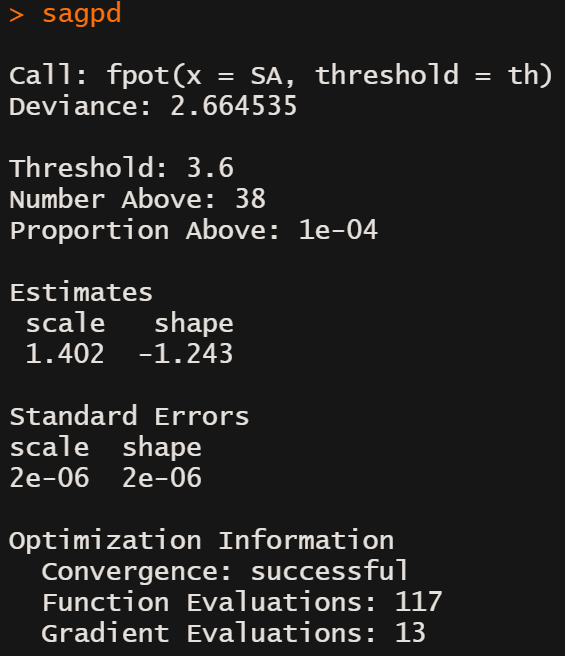 > sagpd
Call: fpot(x = SA, threshold = th)
Deviance: 2.664535
Threshold: 3.6
Number Above: 38
Proportion Above: 1e-04
Estimates
scale shape
1.402 -1.243
Standard Errors
scale shape
2e-06 2e-06
Optimization Information
Convergence: successful
Function Evaluations: 117
Gradient Evaluations: 13